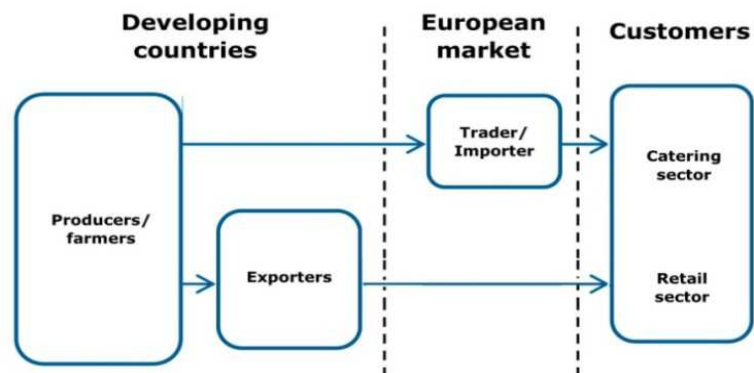 Developing
countries
European
market
Customers
Producers/
farmers
Exporters
Trader/
Importer
Catering
sector
Retail
sector